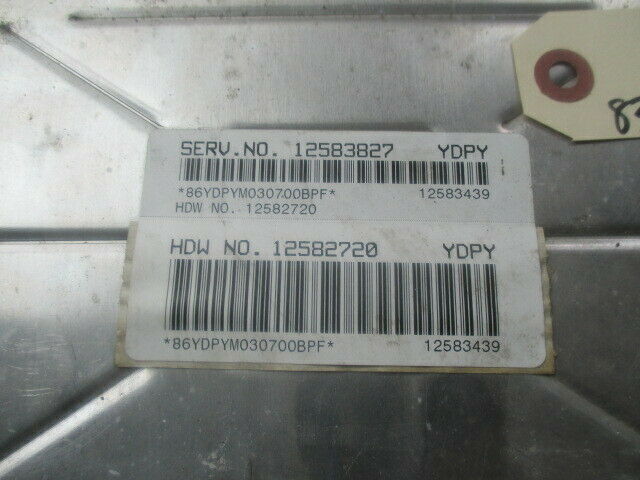 SERV.NO. 12583827 YDPY
*86YDPYM030700BPF* 12583439
HDW NO. 12582720
HDW NO. 12582720 YDPY
*86YDPYM030700BPF* 12583439